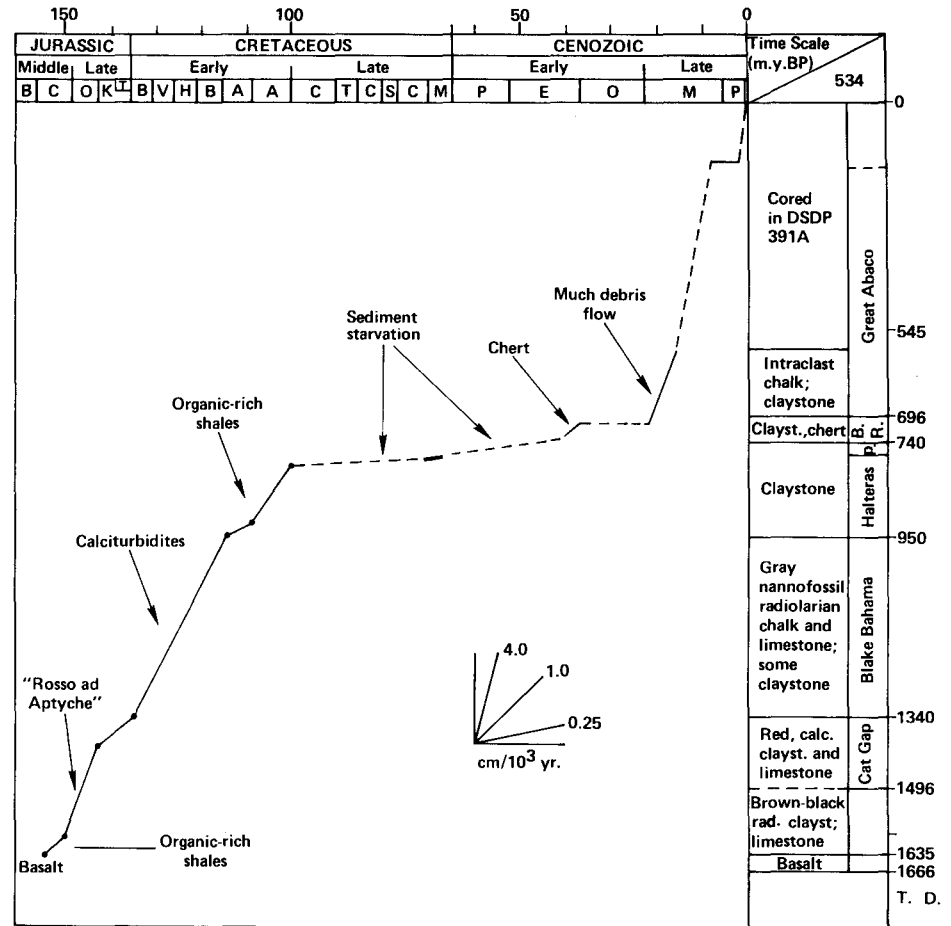 150 100 50 0
JURASSIC CRETACEOUS CENOZOIC Time Scale
Middle Late Early Late Early Late (m.y.BP)
534
B C O K T B V H B A A C T C S C M P E O M P
0
Cored
in DSDP
391A
Great Abaco
Much debris
flow
Sediment
starvation
545
Chert
Intraclast
chalk;
claystone
Organic-rich
shales
696
Clayst.,chert B. R.
740
P.
Claystone
Halteras
Calciturbidites
950
Gray
nannofossil
radiolarian
chalk and
limestone;
some
claystone
Blake Bahama
4.0
1.0
0.25
cm/10³ yr.
"Rosso ad
Aptyche"
1340
Red, calc.
clayst. and
limestone
Cat Gap
1496
Brown-black
rad. clayst;
limestone
Organic-rich
shales
Basalt
1635
Basalt
1666
T. D.